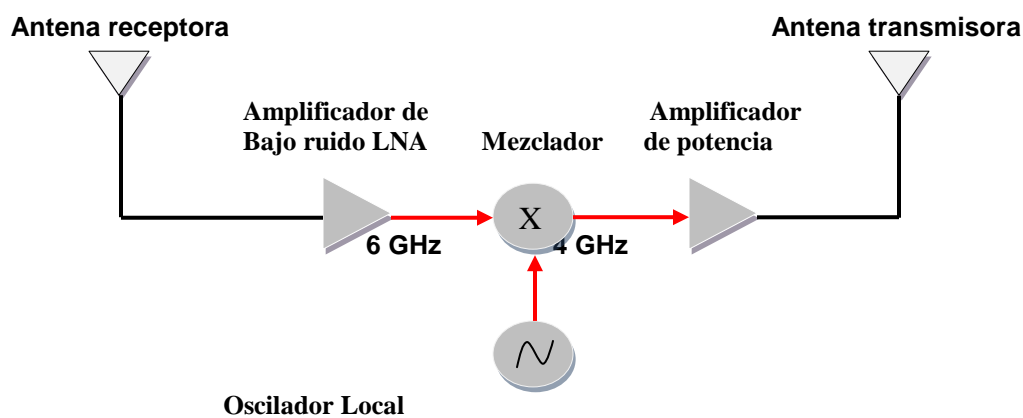 Antena receptora
Antena transmisora
Amplificador de
Bajo ruido LNA
Mezclador
Amplificador
de potencia
X
6 GHz
4 GHz
Oscilador Local